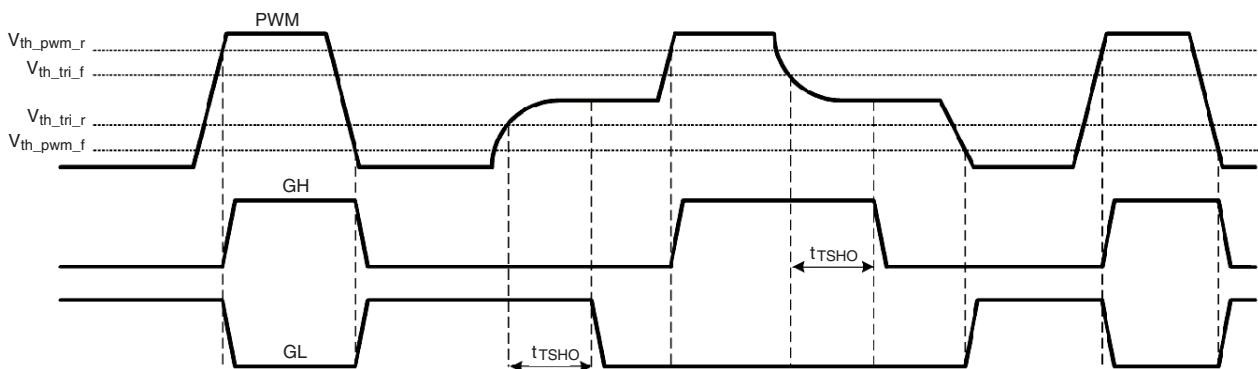 PWM
Vth_pwm_r
Vth_tri_f
Vth_tri_r
Vth_pwm_f
GH
tTSHO
GL
tTSHO